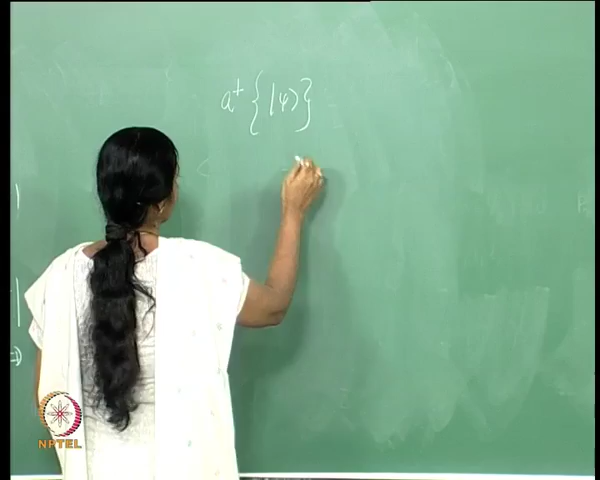 a† { |ψ⟩ }
|
|
⇒
NPTEL